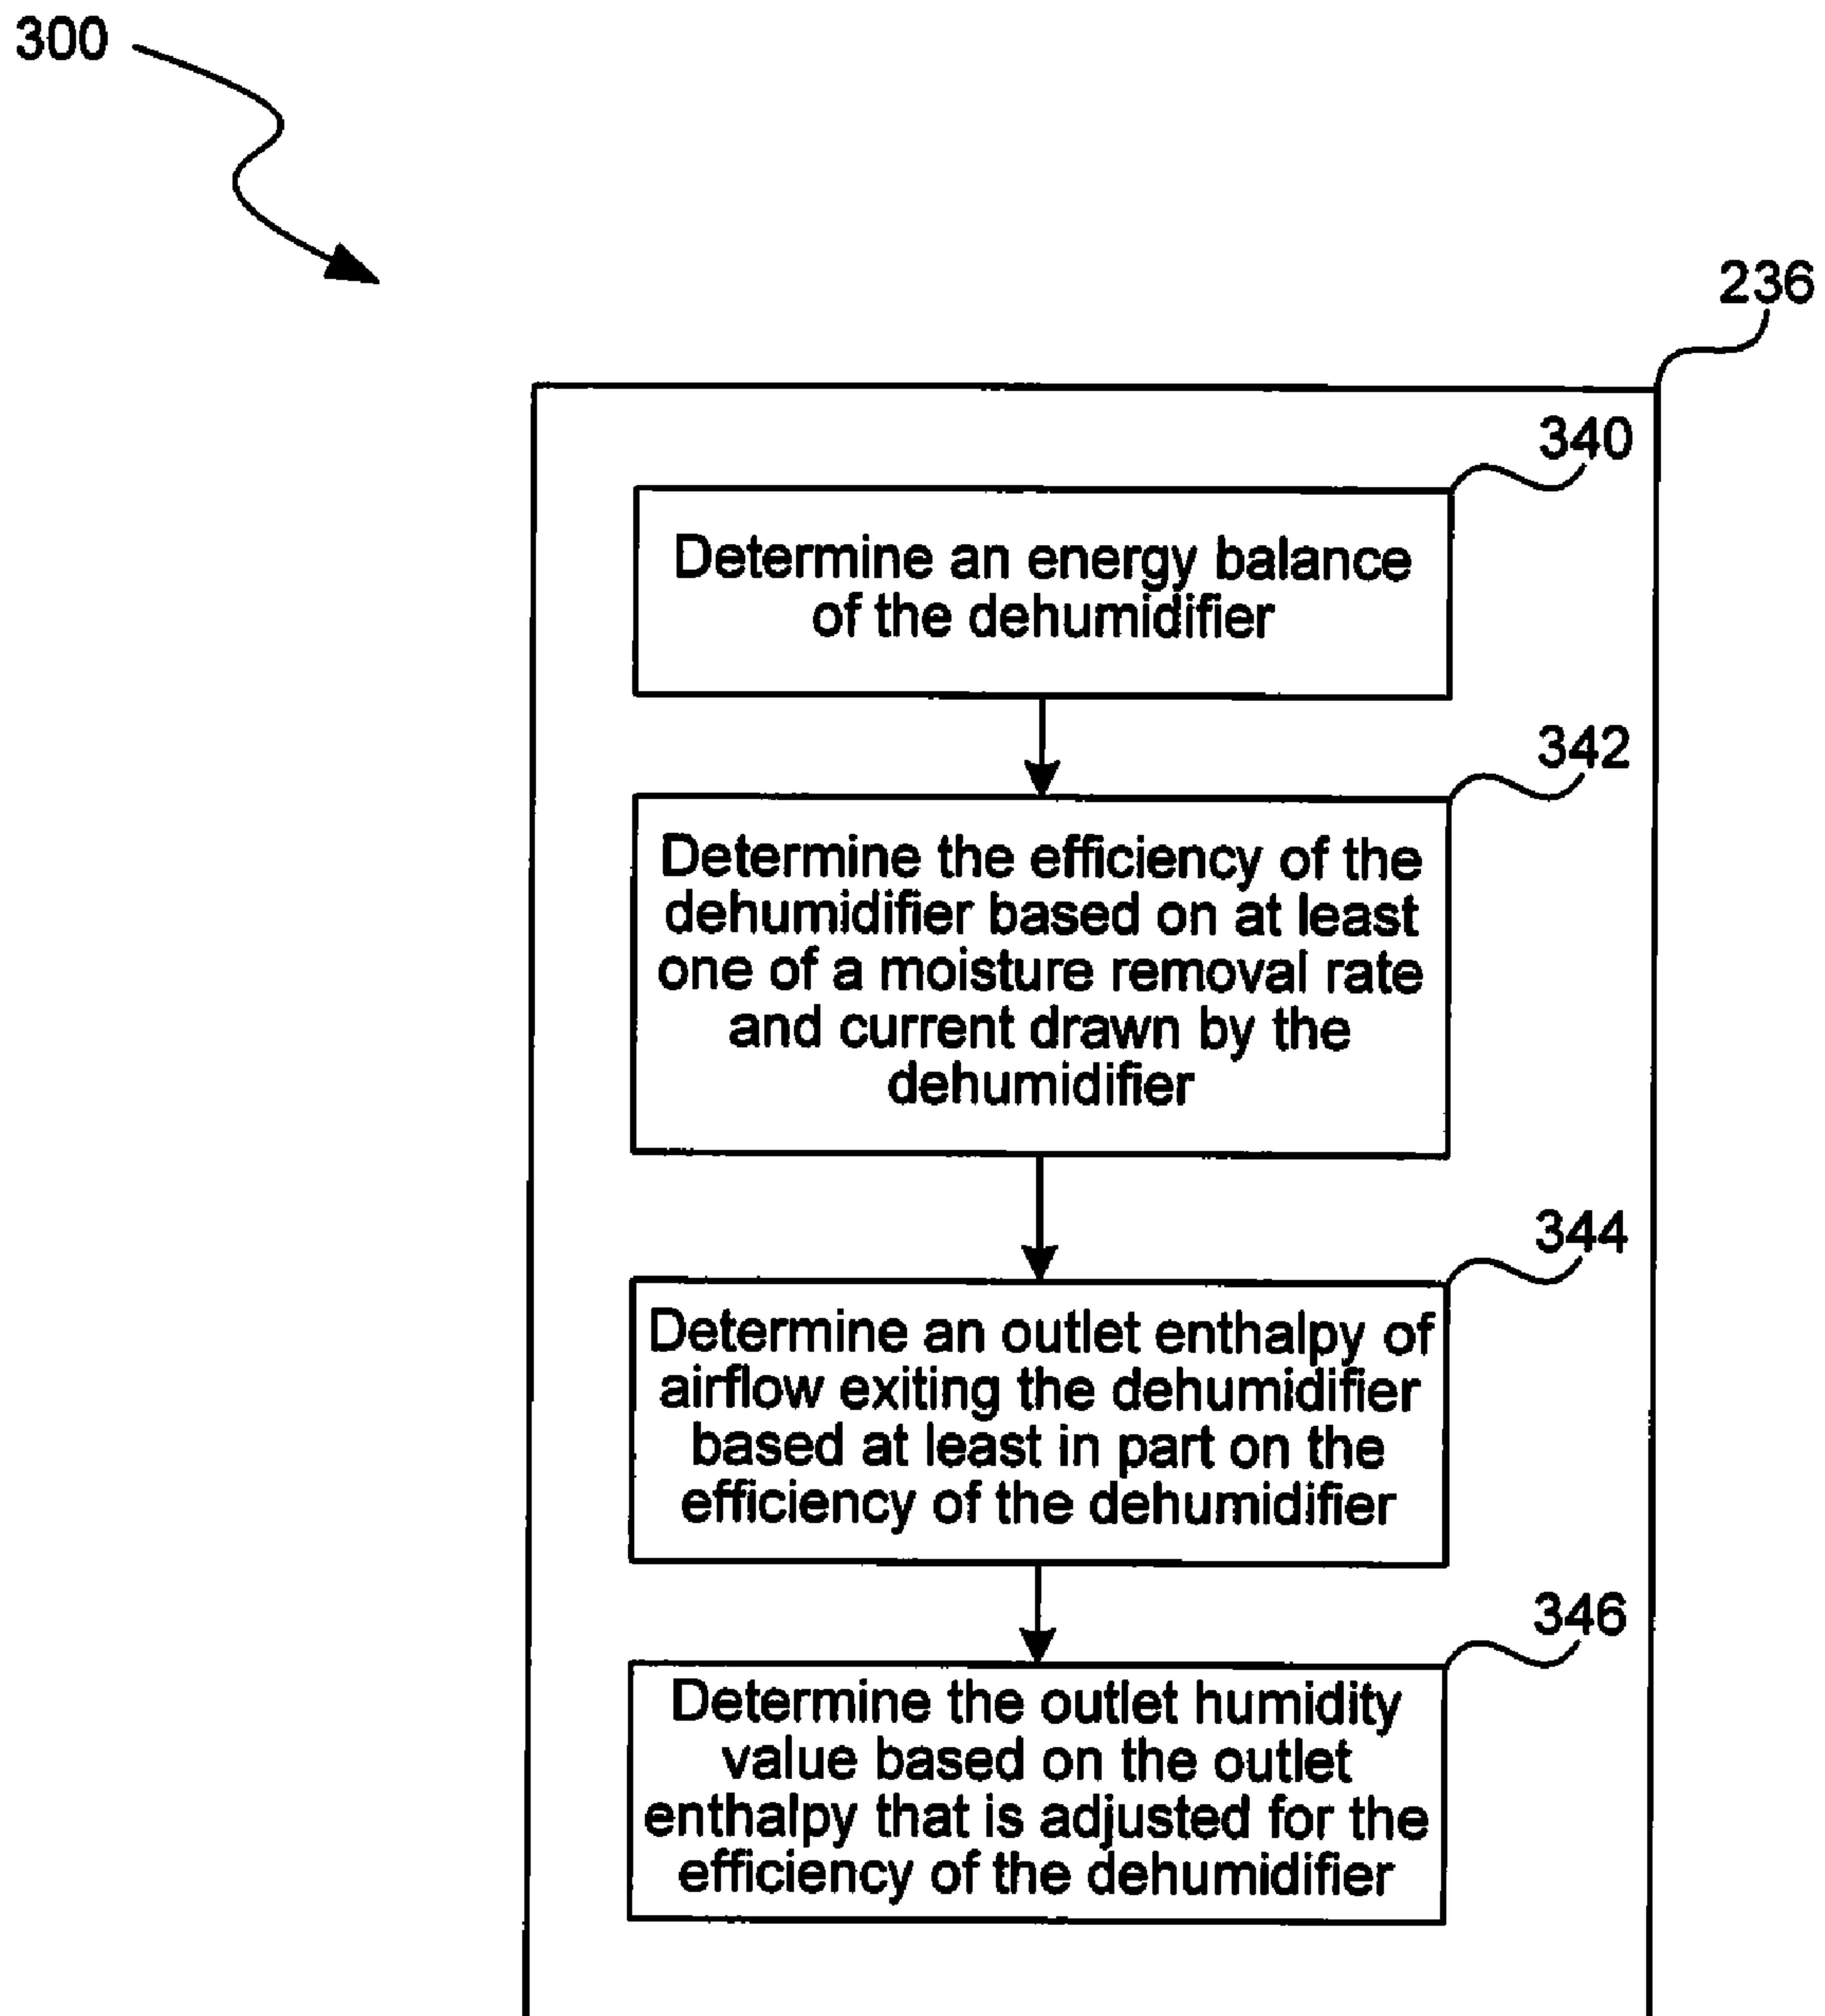 300
236
340
Determine an energy balance
of the dehumidifier
342
Determine the efficiency of the
dehumidifier based on at least
one of a moisture removal rate
and current drawn by the
dehumidifier
344
Determine an outlet enthalpy of
airflow exiting the dehumidifier
based at least in part on the
efficiency of the dehumidifier
346
Determine the outlet humidity
value based on the outlet
enthalpy that is adjusted for the
efficiency of the dehumidifier